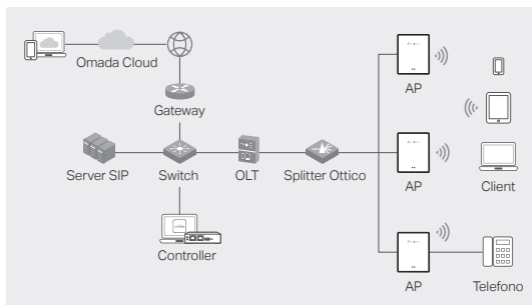 Omada Cloud
Gateway
AP
Server SIP
Switch
OLT
Splitter Ottico
AP
Client
Controller
AP
Telefono